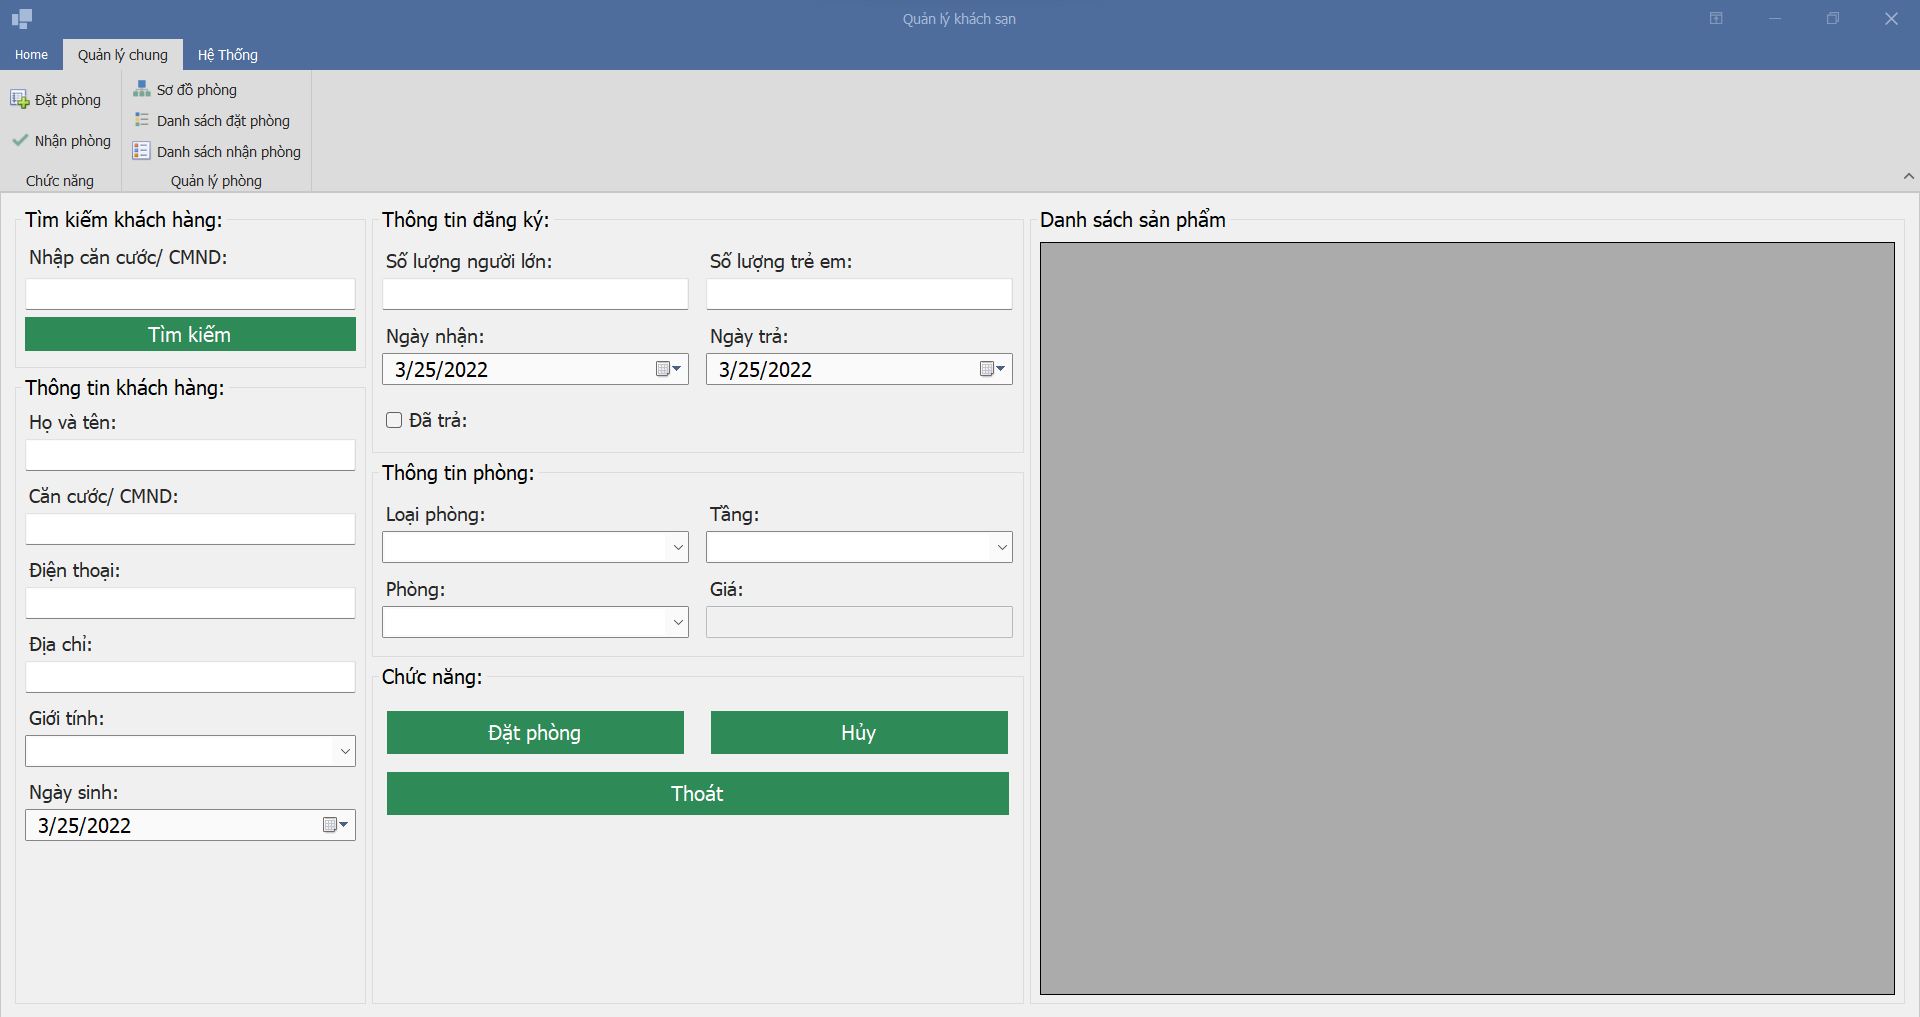 Quản lý khách sạn
Home
Quản lý chung
Hệ Thống
Đặt phòng
Nhận phòng
Chức năng
Sơ đồ phòng
Danh sách đặt phòng
Danh sách nhận phòng
Quản lý phòng
Tìm kiếm khách hàng:
Nhập căn cước/ CMND:
Tìm kiếm
Thông tin khách hàng:
Họ và tên:
Căn cước/ CMND:
Điện thoại:
Địa chỉ:
Giới tính:
Ngày sinh:
3/25/2022
Thông tin đăng ký:
Số lượng người lớn:
Số lượng trẻ em:
Ngày nhận:
Ngày trả:
3/25/2022
3/25/2022
Đã trả:
Thông tin phòng:
Loại phòng:
Tầng:
Phòng:
Giá:
Chức năng:
Đặt phòng
Hủy
Thoát
Danh sách sản phẩm